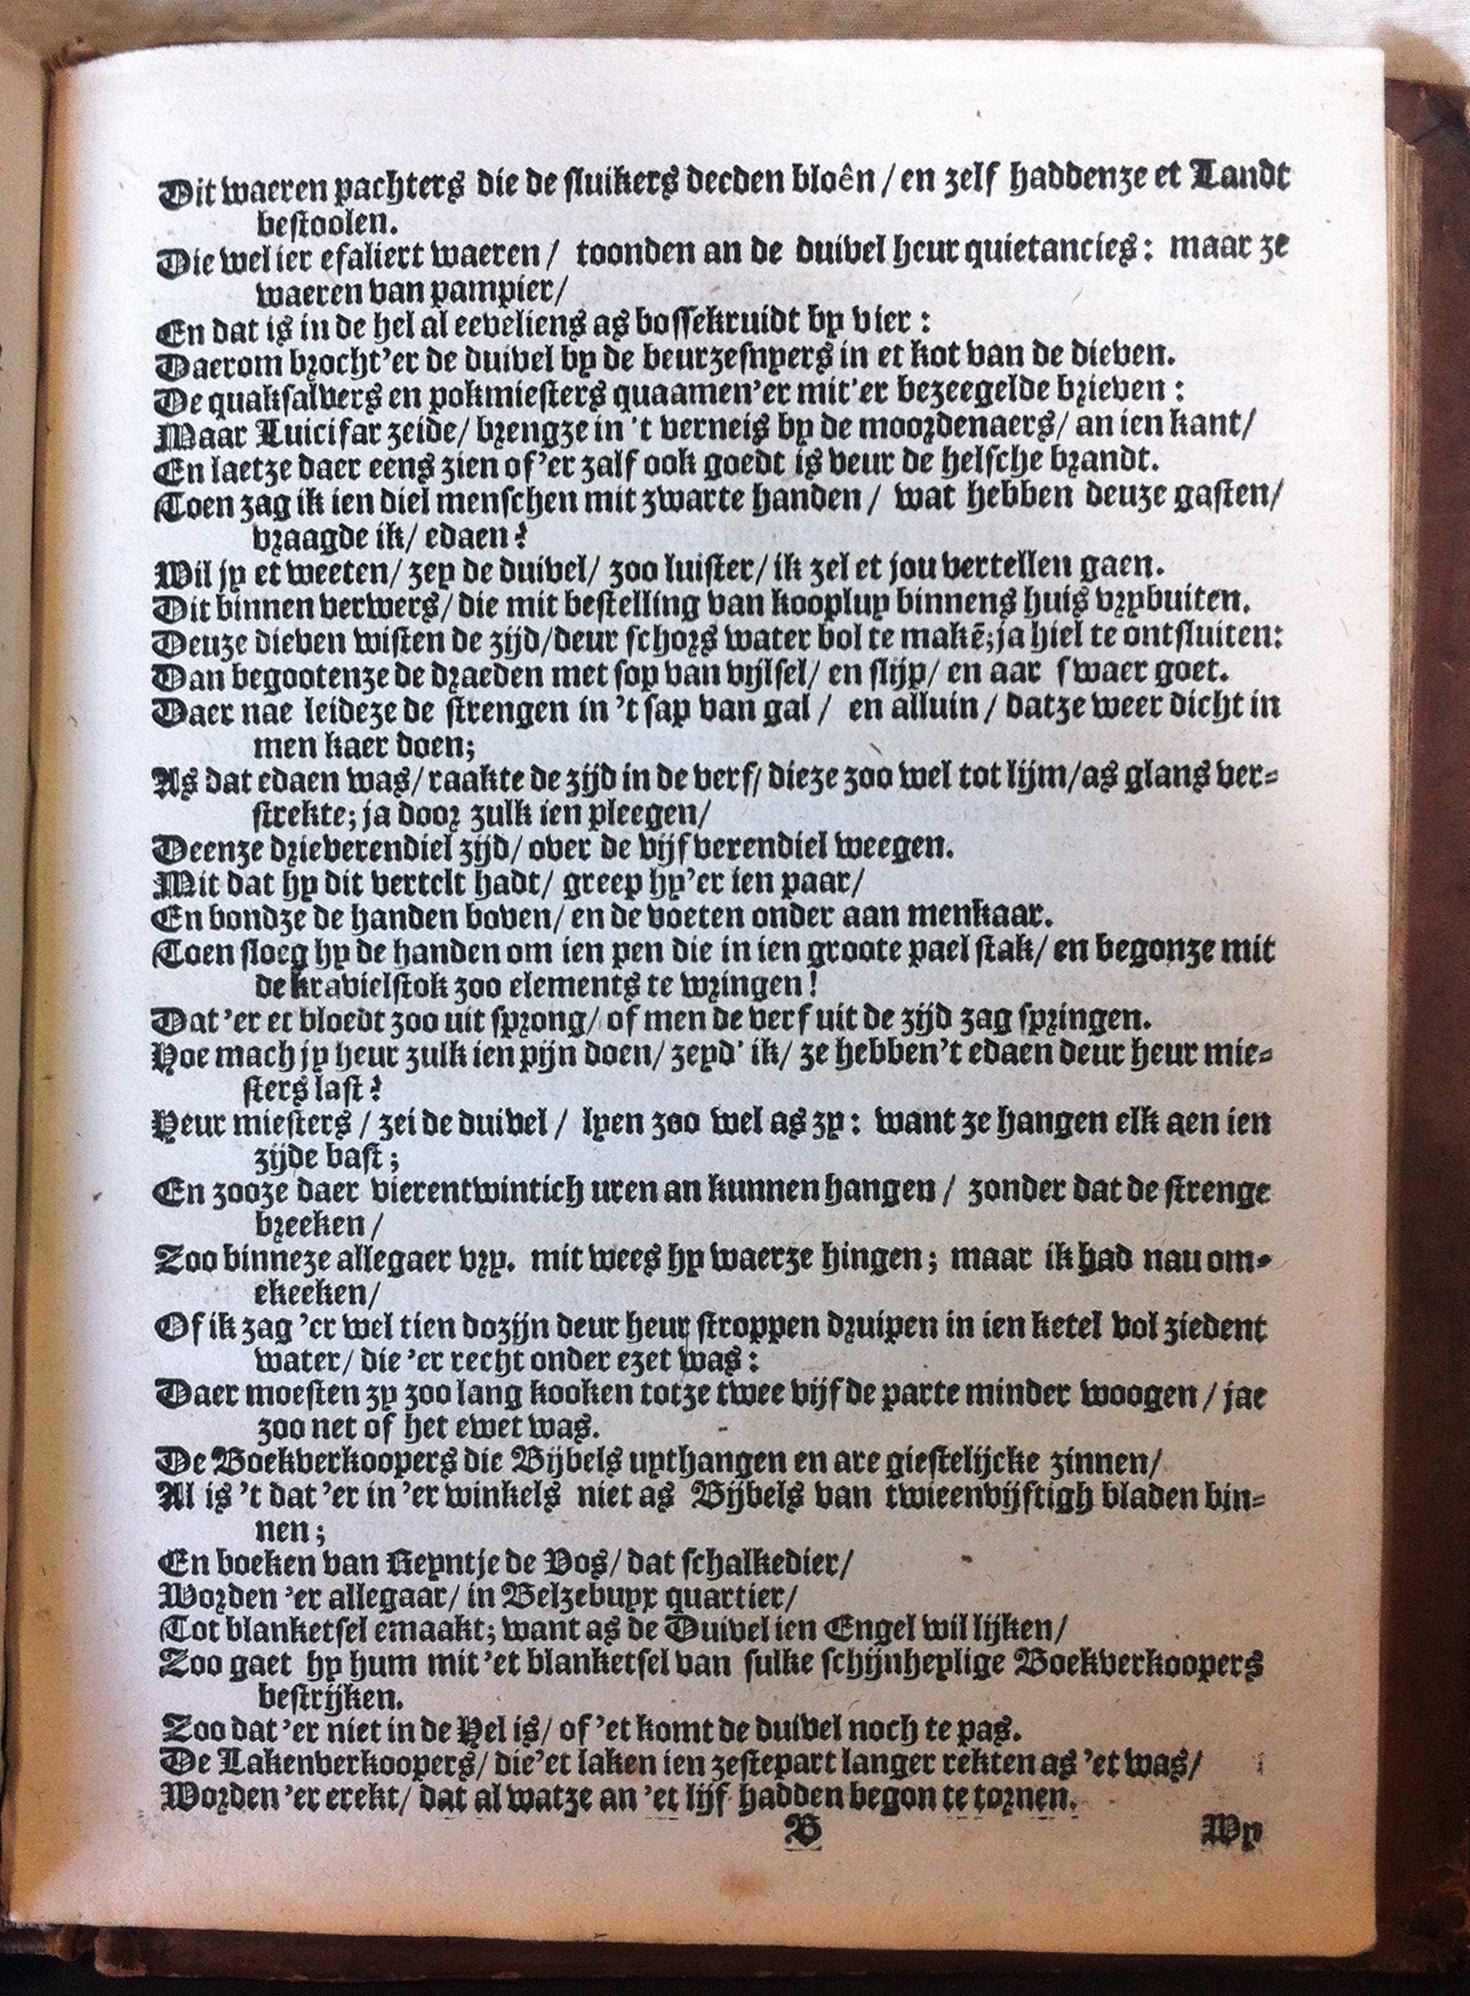 Dit waeren pachters die de sluikers deeden bloên / en zelf haddenze et Landt
bestoolen.
Die wel ier efaliert waeren / toonden an de duivel heur quietancies : maar ze
waeren van pampier /
En dat is in de hel al eeveliens as bossekruidt by vier :
Daerom brocht'er de duivel by de beurzesnyers in et kot van de dieven.
De quaksalvers en pokmiesters quaamen'er mit'er bezeegelde brieven :
Maar Luicifar zeide / brengze in 't verneis by de moordenaers / an ien kant /
En laetze daer eens zien of'er zalf ook goedt is veur de helsche brandt.
Toen zag ik ien diel menschen mit zwarte handen / wat hebben deuze gasten /
vraagde ik / edaen?
Wil jy et weeten / zey de duivel / zoo luister / ik zel et jou vertellen gaen.
Dit binnen verwers / die mit bestelling van kooplup binnens huis vrybuiten.
Deuze dieven wisten de zijd / deur schors water bol te makē; ja hiel te ontsluiten:
Dan begootenze de draeden met sop van vijlsel / en slijp / en aar swaer goet.
Daer nae leideze de strengen in 't sap van gal / en alluin / datze weer dicht in
men kaer doen;
As dat edaen was / raakte de zijd in de verf / dieze zoo wel tot lijm / as glans ver-
strekte; ja door zulk ien pleegen /
Deenze drieverendiel zijd / over de vijfverendiel weegen.
Mit dat hy dit vertelt hadt / greep hy'er ien paar /
En bondze de handen boven / en de voeten onder aan menkaar.
Toen sloeg hy de handen om ien pen die in ien groote pael stak / en begonze mit
de kravielstok zoo elements te wringen!
Dat 'er et bloedt zoo uit sprong / of men de verf uit de zijd zag springen.
Hoe mach jy heur zulk ien pijn doen / zeyd' ik / ze hebben't edaen deur heur mie-
sters last?
Heur miesters / zei de duivel / lyen zoo wel as zy : want ze hangen elk aen ien
zijde bast ;
En zooze daer vierentwintich uren an kunnen hangen / zonder dat de strenge
breeken /
Zoo binneze allegaer vry. mit wees hy waerze hingen; maar ik had nau om-
ekeeken /
Of ik zag 'er wel tien dozijn deur heur stroppen druipen in ien ketel vol ziedent
water / die 'er recht onder ezet was :
Daer moesten zy zoo lang kooken totze twee vijfde parte minder woogen / jae
zoo net of het ewet was.
De Boekverkoopers die Bijbels uythangen en are giestelijcke zinnen /
Al is 't dat 'er in 'er winkels niet as Bijbels van twieenvijftigh bladen bin-
nen ;
En boeken van Reyntje de Vos / dat schalkedier /
Worden 'er allegaar / in Belzebuyx quartier /
Tot blanketsel emaakt; want as de Duivel ien Engel wil lijken /
Zoo gaet hy hum mit 'et blanketsel van sulke schijnheylige Boekverkoopers
bestrijken.
Zoo dat 'er niet in de Hel is / of 'et komt de duivel noch te pas.
De Lakenverkoopers / die'et laken ien zestepart langer rekten as 'et was /
Worden 'er erekt / dat al watze an 'et lijf hadden begon te tornen.
B
Wy